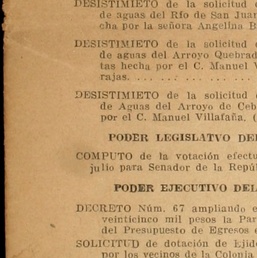 DESISTIMIETO de la solicitud
de aguas del Río de San Juan
cha por la señora Angelina B
DESISTIMIETO de la solicitud
de aguas del Arroyo Quebrad
tas hecha por el C. Manuel V
rajas. . . . . . . . . . .
DESISTIMIETO de la solicitud
de Aguas del Arroyo de Ceb
por el C. Manuel Villafaña. (
PODER LEGISLATVO DEL
COMPUTO de la votación efectu
julio para Senador de la Repú
PODER EJECUTIVO DEL
DECRETO Núm. 67 ampliando e
veinticinco mil pesos la Par
del Presupuesto de Egresos
SOLICITUD de dotación de Ejid
por los vecinos de la Colonia